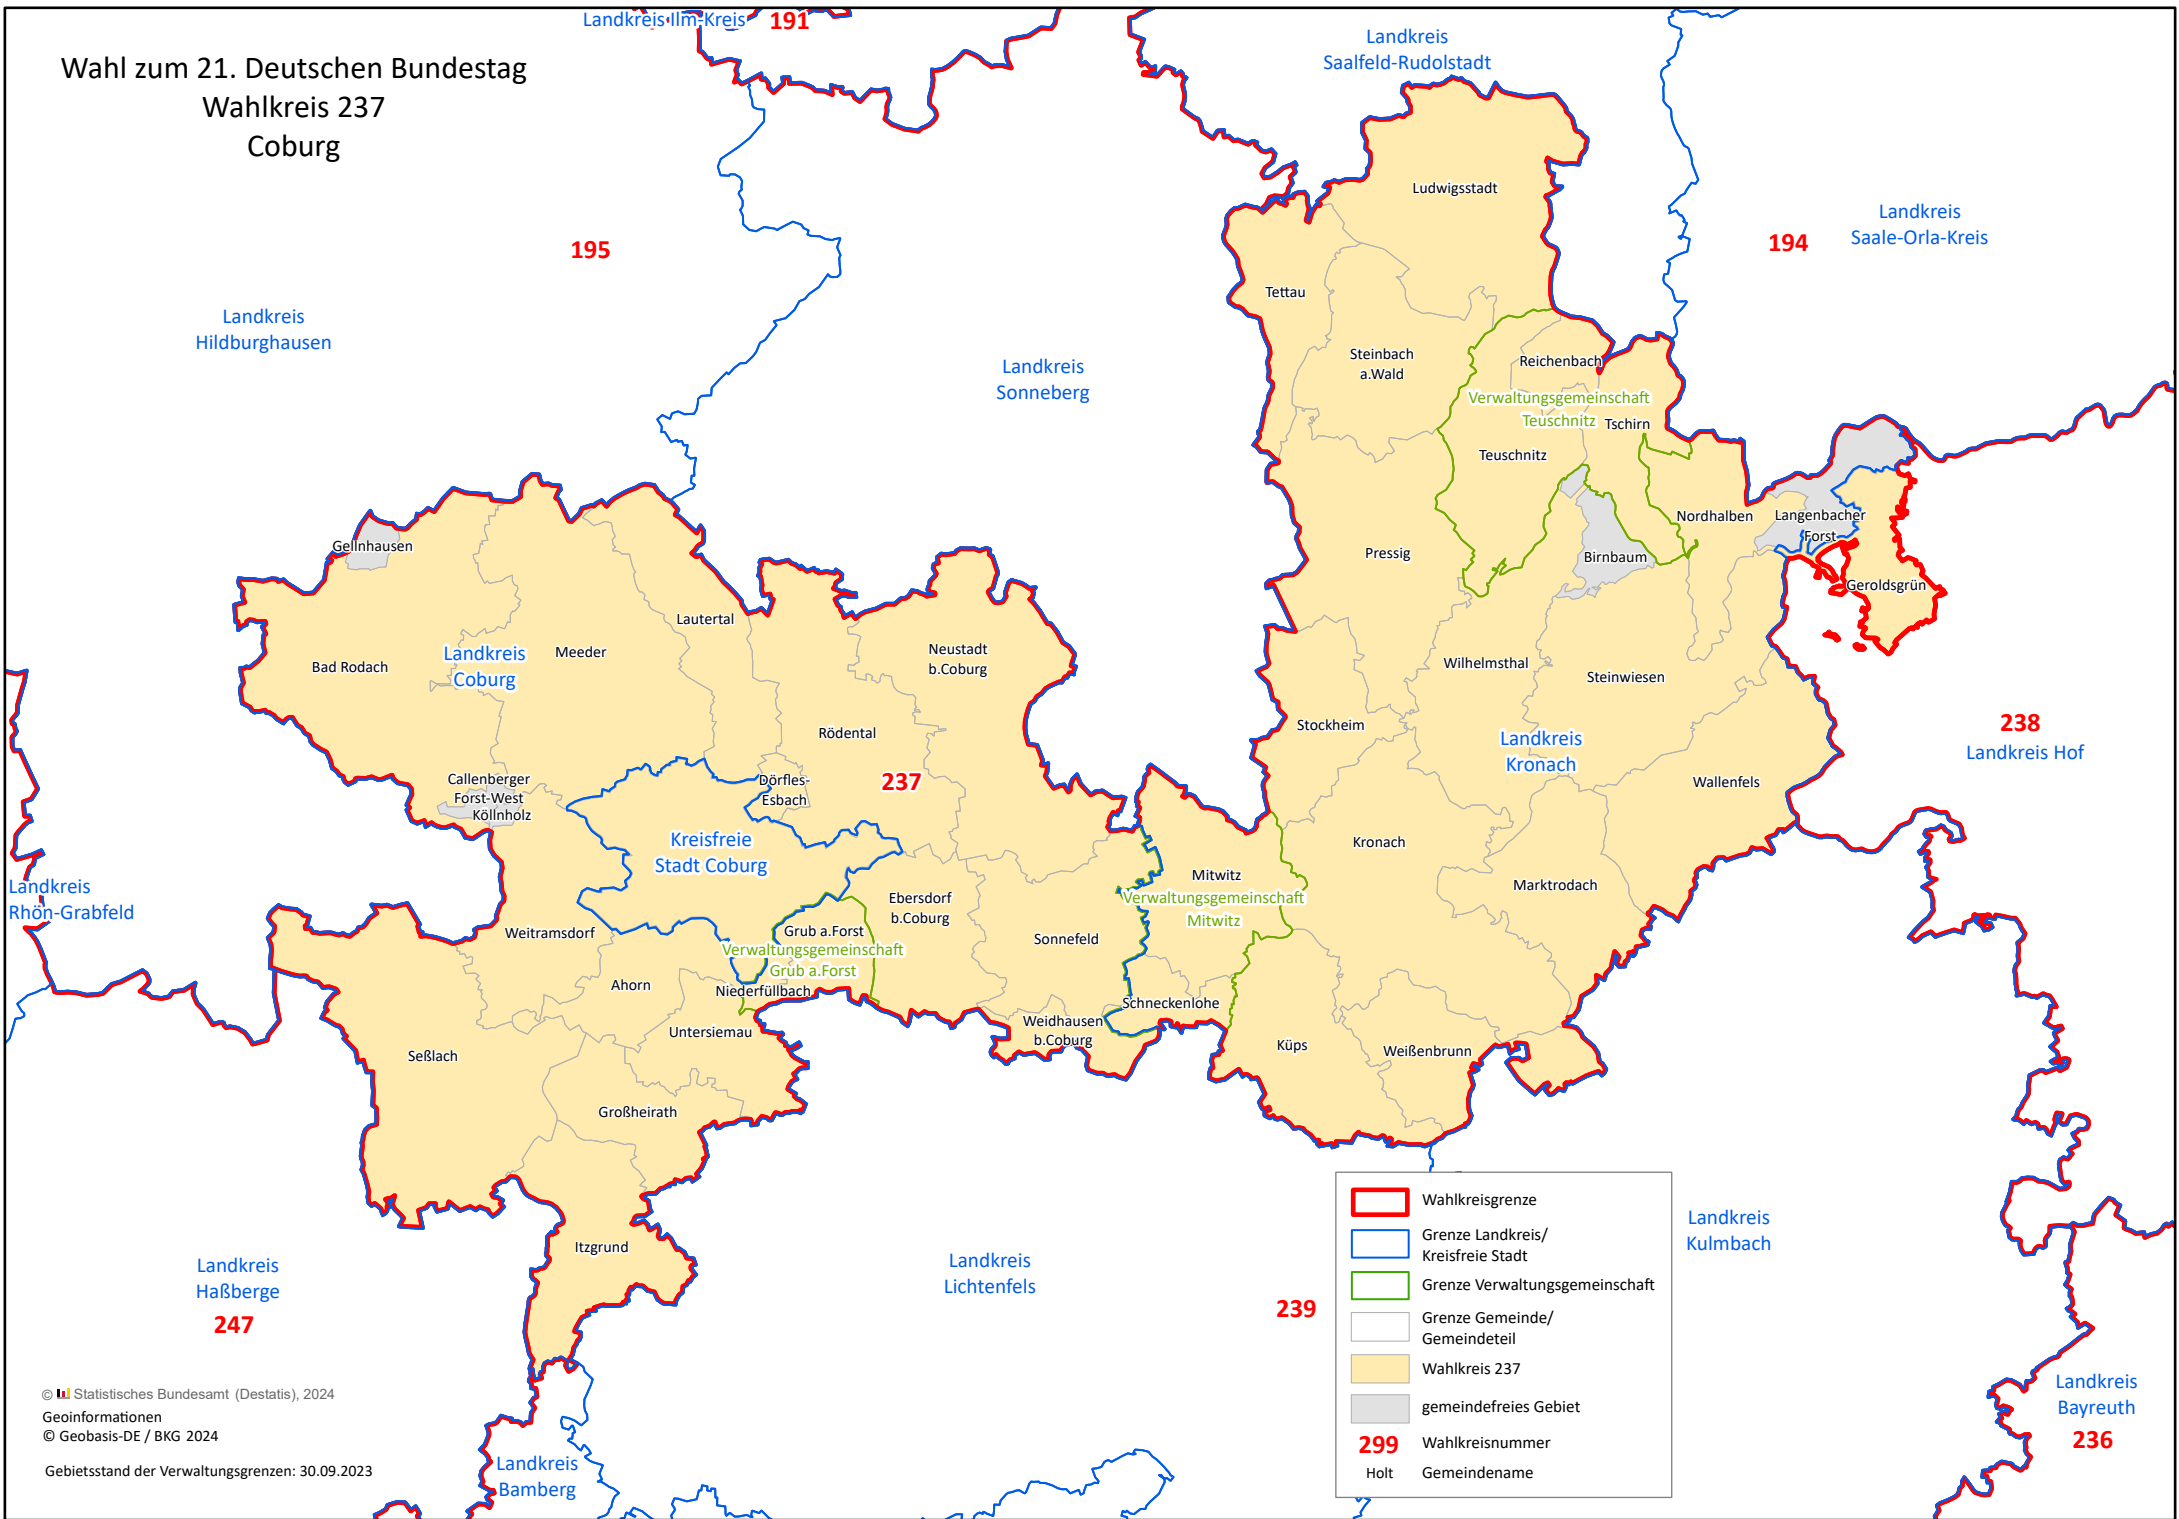 Wahl zum 21. Deutschen Bundestag
Wahlkreis 237
Coburg
Landkreis Ilm-Kreis
191
Landkreis
Saalfeld-Rudolstadt
195
194
Landkreis
Saale-Orla-Kreis
Landkreis
Hildburghausen
Landkreis
Sonneberg
Ludwigsstadt
Tettau
Steinbach
a.Wald
Reichenbach
Verwaltungsgemeinschaft
Teuschnitz
Tschirn
Teuschnitz
Nordhalben
Langenbacher
Forst
Geroldsgrün
Birnbaum
Pressig
Gellnhausen
Bad Rodach
Landkreis
Coburg
Meeder
Lautertal
Neustadt
b.Coburg
Rödental
237
Wilhelmsthal
Steinwiesen
Stockheim
Landkreis
Kronach
Wallenfels
238
Landkreis Hof
Callenberger
Forst-West
Köllnholz
Dörfles-
Esbach
Kreisfreie
Stadt Coburg
Kronach
Marktrodach
Mitwitz
Verwaltungsgemeinschaft
Mitwitz
Landkreis
Rhön-Grabfeld
Ebersdorf
b.Coburg
Weitramsdorf
Grub a.Forst
Verwaltungsgemeinschaft
Grub a.Forst
Sonnefeld
Ahorn
Niederfüllbach
Schneckenlohe
Weidhausen
b.Coburg
Untersiemau
Seßlach
Küps
Weißenbrunn
Großheirath
Itzgrund
Landkreis
Haßberge
247
Landkreis
Lichtenfels
239
Landkreis
Kulmbach
Landkreis
Bayreuth
236
Landkreis
Bamberg
Wahlkreisgrenze
Grenze Landkreis/
Kreisfreie Stadt
Grenze Verwaltungsgemeinschaft
Grenze Gemeinde/
Gemeindeteil
Wahlkreis 237
gemeindefreies Gebiet
299 Wahlkreisnummer
Holt Gemeindename
© Statistisches Bundesamt (Destatis), 2024
Geoinformationen
© Geobasis-DE / BKG 2024
Gebietsstand der Verwaltungsgrenzen: 30.09.2023